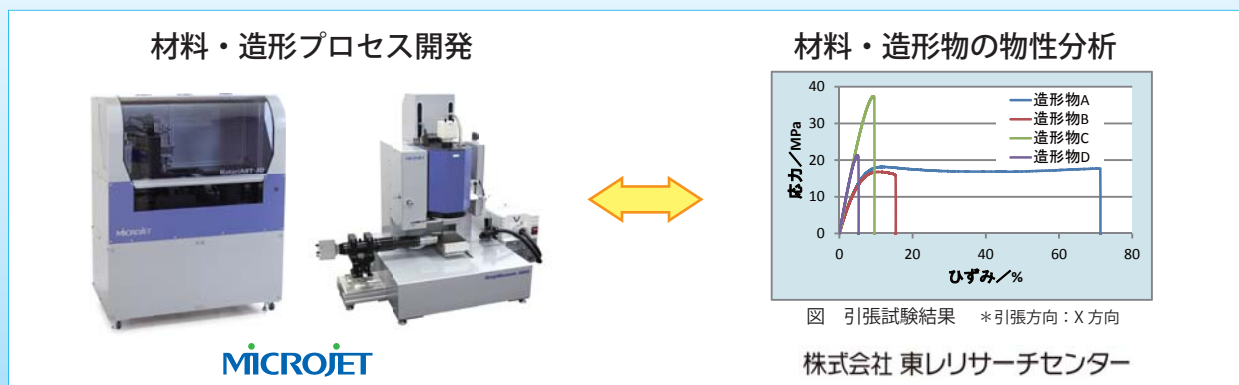 材料・造形プロセス開発
MICROJET
MICROJET
材料・造形物の物性分析
応力／MPa
40
30
20
10
0
造形物A
造形物B
造形物C
造形物D
0 20 40 60 80
ひずみ／%
図 引張試験結果 ＊引張方向：X 方向
株式会社 東レリサーチセンター